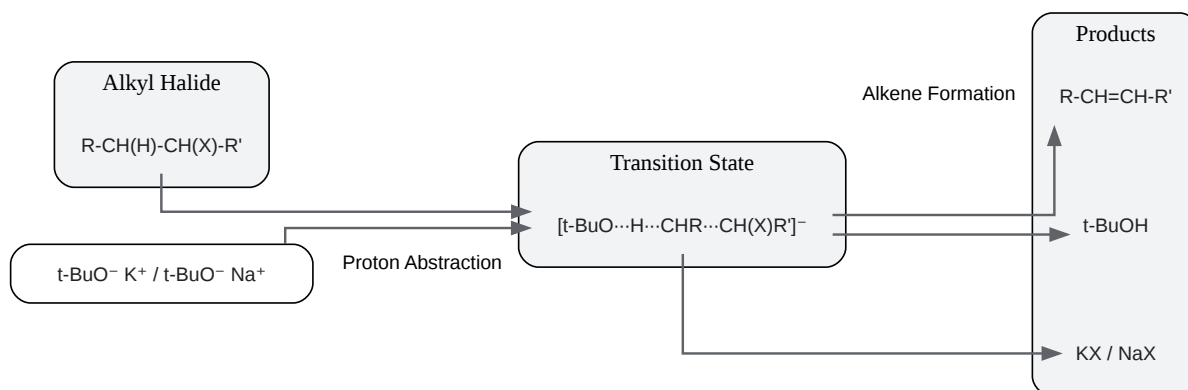 Alkyl Halide
R-CH(H)-CH(X)-R'
t-BuO⁻ K⁺ / t-BuO⁻ Na⁺
Proton Abstraction
Transition State
[t-BuO···H···CHR···CH(X)R']⁻
Alkene Formation
Products
R-CH=CH-R'
t-BuOH
KX / NaX